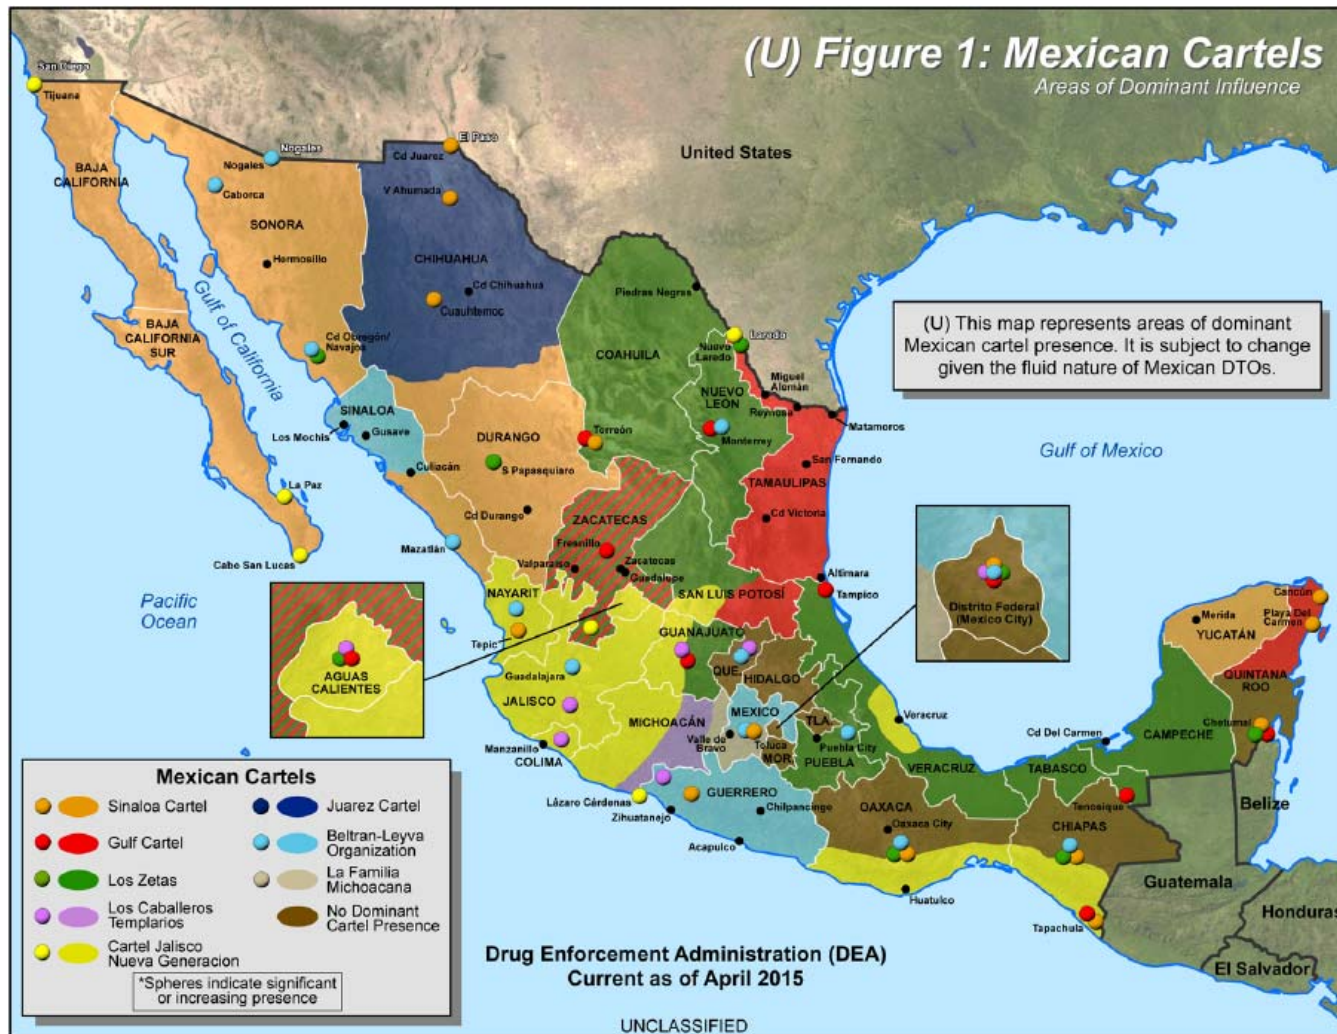 (U) Figure 1: Mexican Cartels
Areas of Dominant Influence
San Diego
Tijuana
BAJA
CALIFORNIA
Nogales
Nogales
Caborca
SONORA
Hermosillo
El Paso
Cd Juarez
V Ahumada
CHIHUAHUA
Cd Chihuahua
Cuauhtemoc
United States
Gulf of California
BAJA
CALIFORNIA
SUR
Cd Obregón/
Navajos
Piedras Negras
COAHUILA
Laredo
Nuevo
Laredo
(U) This map represents areas of dominant
Mexican cartel presence. It is subject to change
given the fluid nature of Mexican DTOs.
NUEVO
LEÓN
Miguel
Alemán
Reynosa
Matamoros
SINALOA
Los Mochis
Gusave
Culiacán
DURANGO
S Papasquiaro
Torreón
Monterrey
San Fernando
TAMAULIPAS
Cd Victoria
Gulf of Mexico
La Paz
Cabo San Lucas
Cd Durango
Mazatlán
ZACATECAS
Fresnillo
Valparaiso
Zacatecas
Guadalupe
Altimara
Tampico
SAN LUIS POTOSÍ
Pacific
Ocean
NAYARIT
Tepic
AGUAS
CALIENTES
Guadalajara
JALISCO
GUANAJUATO
QUE.
HIDALGO
Distrito Federal
(Mexico City)
Cancún
Playa Del
Carmen
Merida
YUCATÁN
QUINTANA
ROO
Chetumal
Manzanillo
COLIMA
MICHOACÁN
MEXICO
Valle de
Bravo
Toluca
TLA.
MOR.
Puebla City
PUEBLA
Veracruz
VERACRUZ
Cd Del Carmen
TABASCO
CAMPECHE
Lázaro Cárdenas
Zihuatanejo
GUERRERO
Chilpancingo
Acapulco
OAXACA
Oaxaca City
Huatulco
Tenosique
CHIAPAS
Tapachula
Belize
Guatemala
Honduras
El Salvador
Mexican Cartels
Sinaloa Cartel
Gulf Cartel
Los Zetas
Los Caballeros
Templarios
Cartel Jalisco
Nueva Generacion
Juarez Cartel
Beltran-Leyva
Organization
La Familia
Michoacana
No Dominant
Cartel Presence
*Spheres indicate significant
or increasing presence
Drug Enforcement Administration (DEA)
Current as of April 2015
UNCLASSIFIED